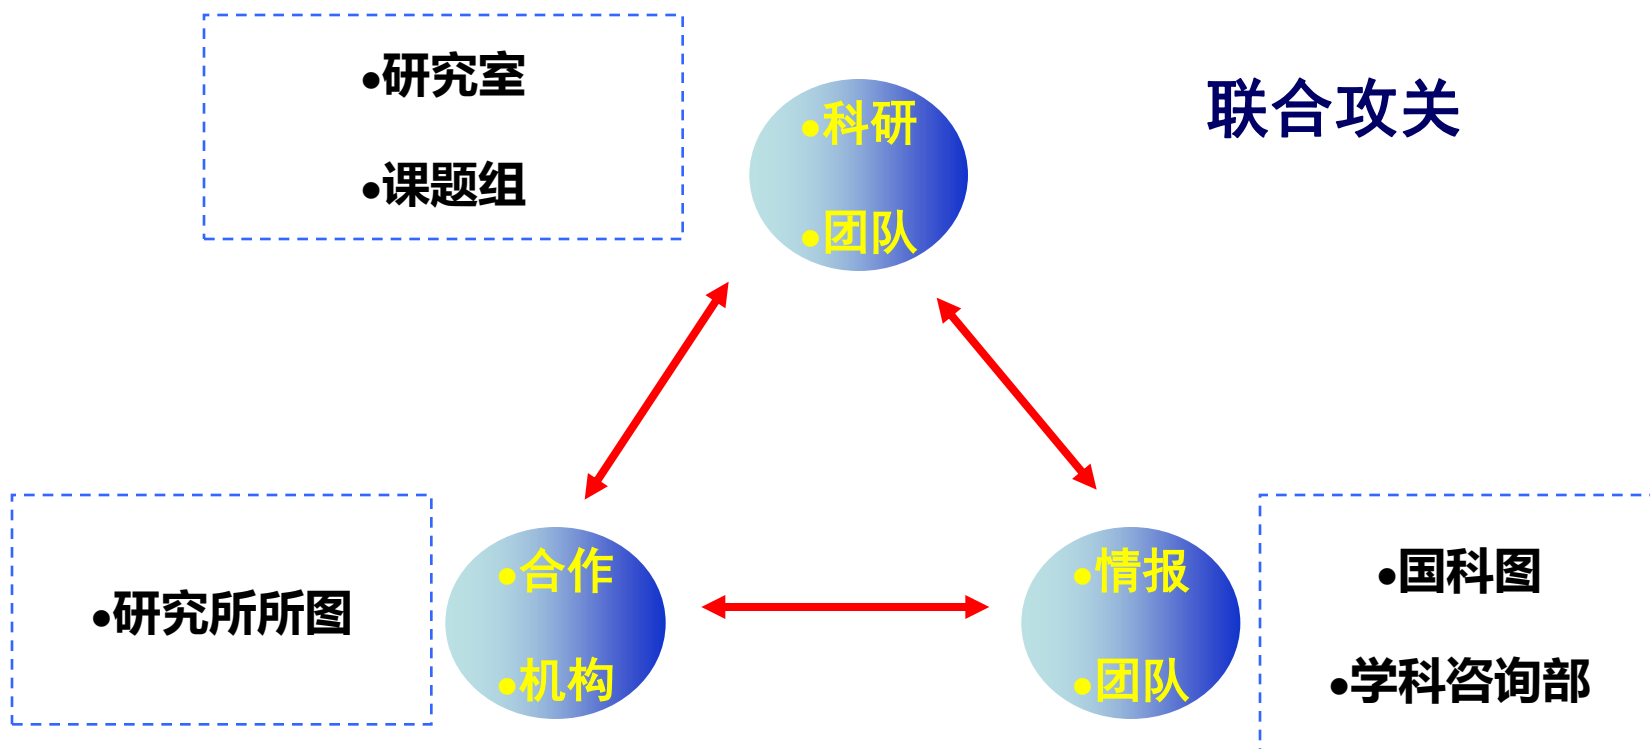 •研究室
•课题组
•科研
•团队
联合攻关
•研究所所图
•合作
•机构
•情报
•团队
•国科图
•学科咨询部